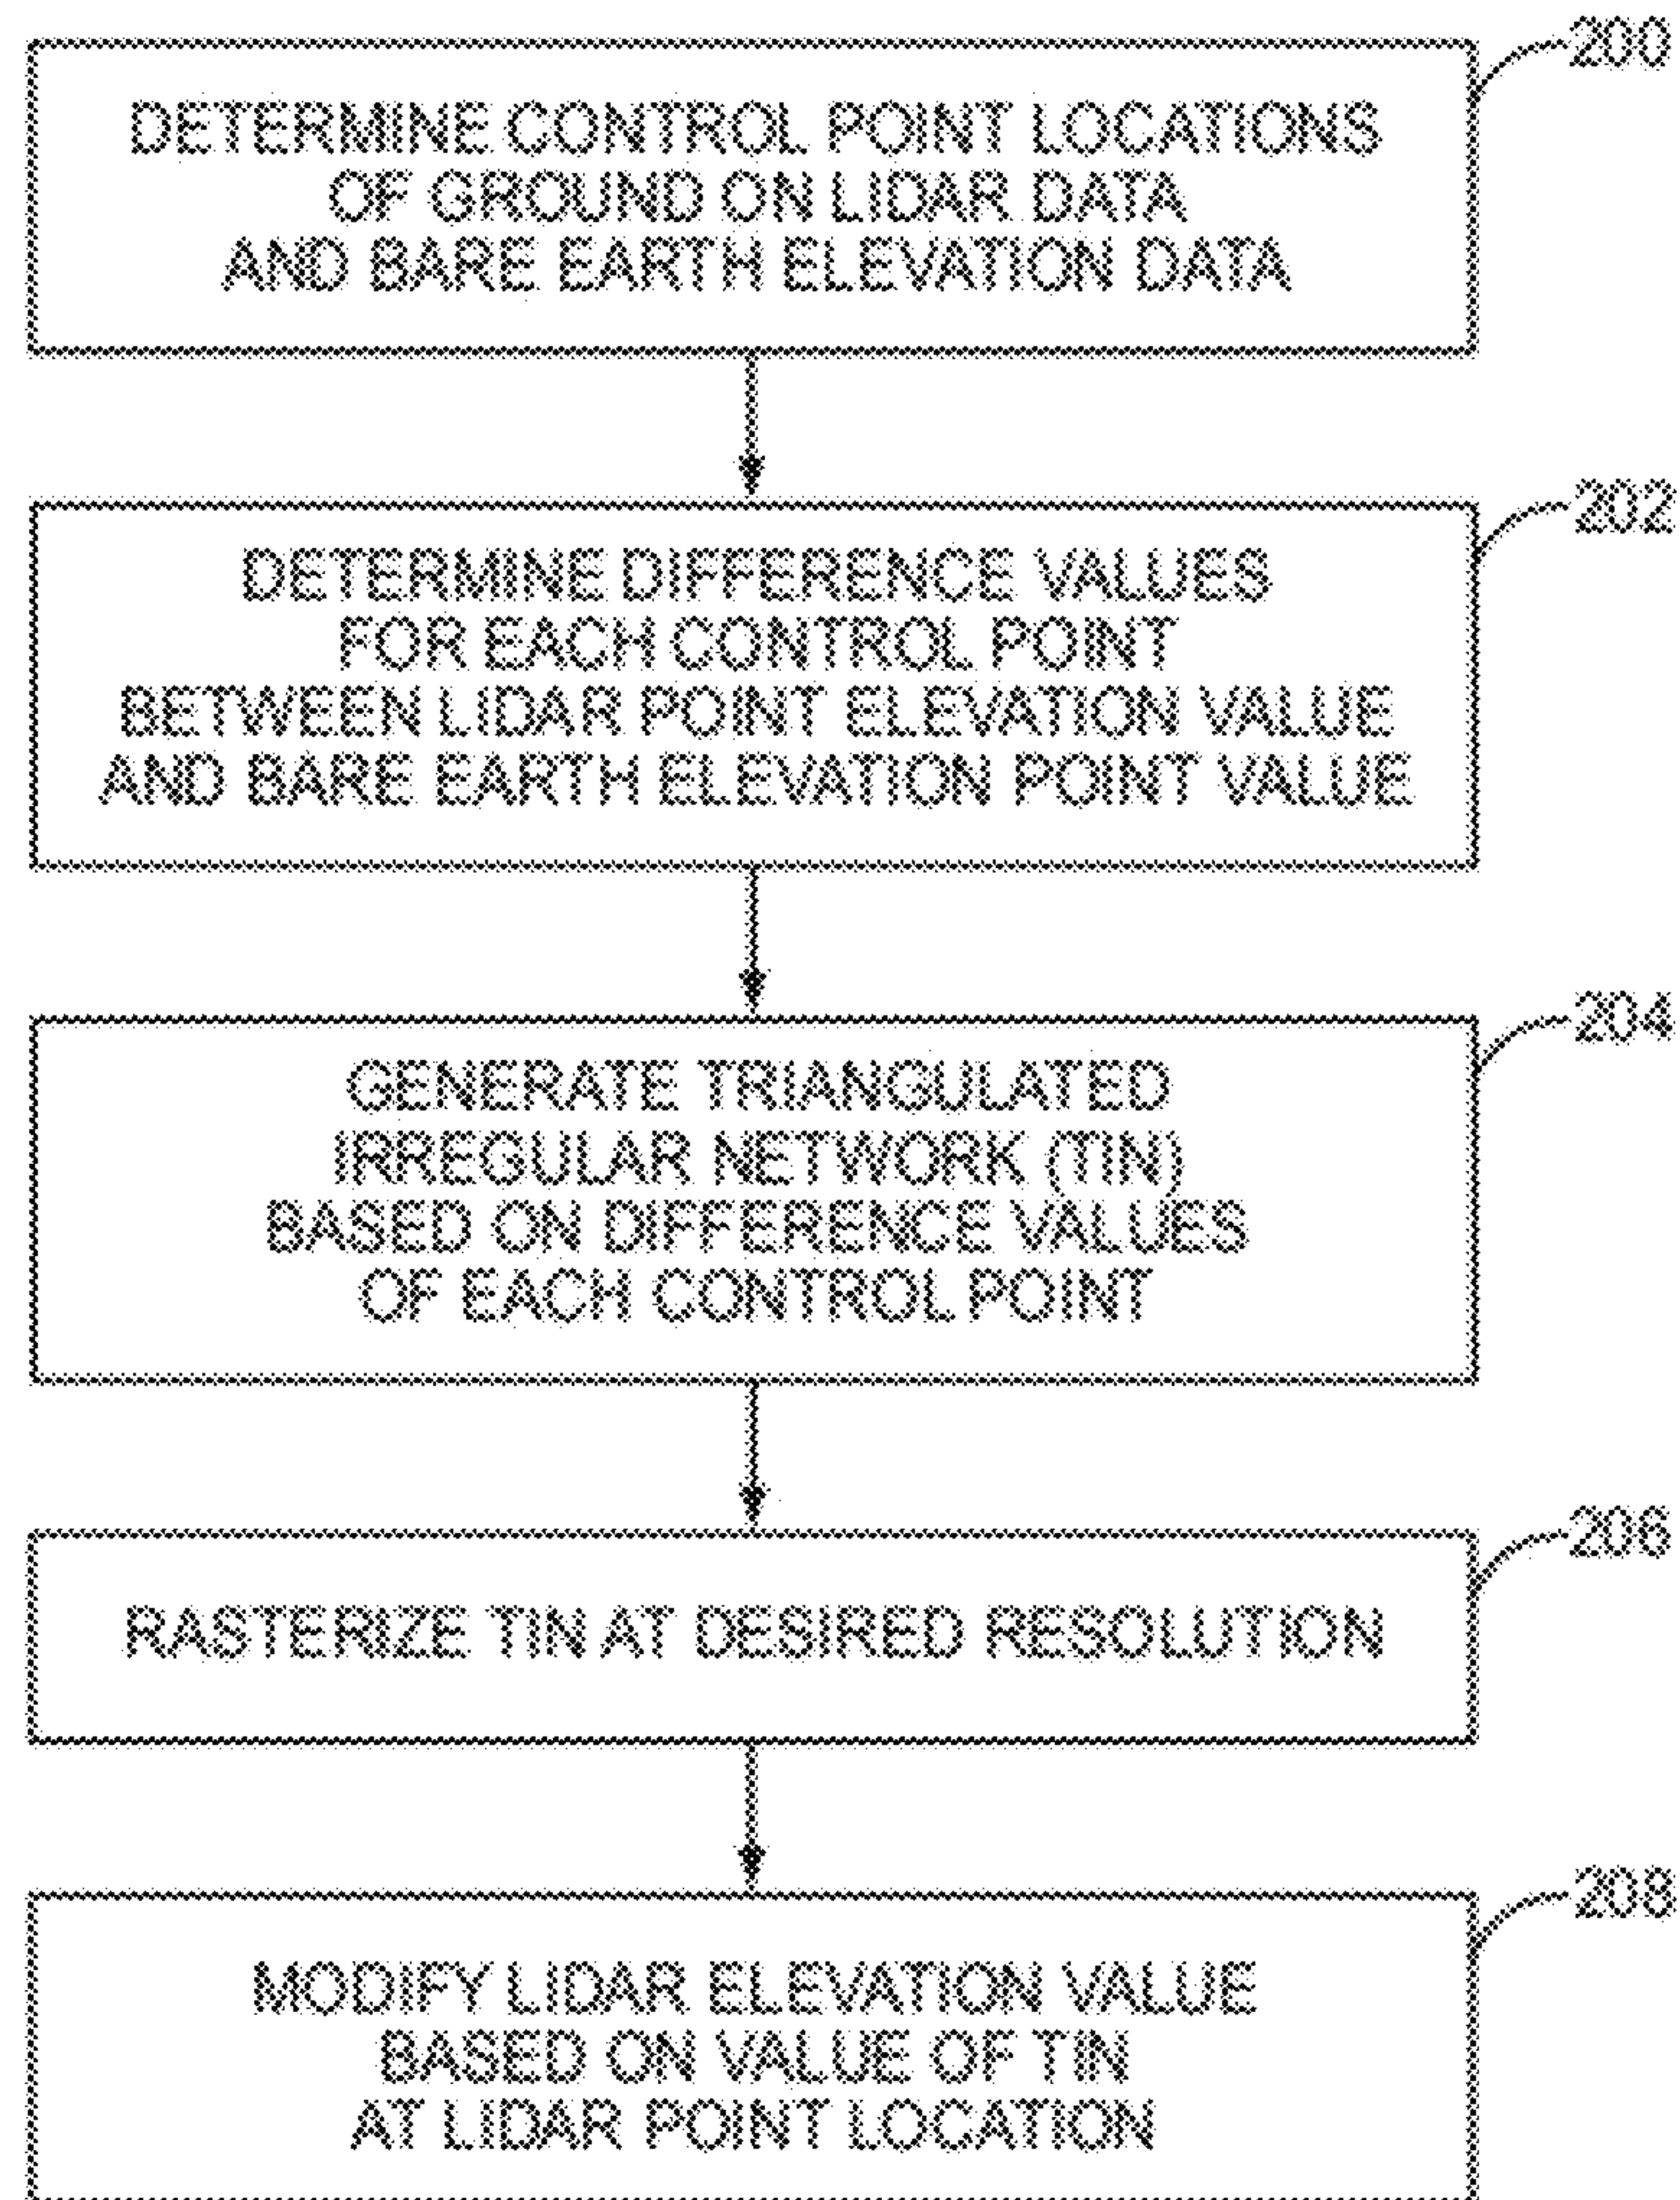 200
DETERMINE CONTROL POINT LOCATIONS
OF GROUND ON LIDAR DATA
AND BARE EARTH ELEVATION DATA
202
DETERMINE DIFFERENCE VALUES
FOR EACH CONTROL POINT
BETWEEN LIDAR POINT ELEVATION VALUE
AND BARE EARTH ELEVATION POINT VALUE
204
GENERATE TRIANGULATED
IRREGULAR NETWORK (TIN)
BASED ON DIFFERENCE VALUES
OF EACH CONTROL POINT
206
RASTERIZE TIN AT DESIRED RESOLUTION
208
MODIFY LIDAR ELEVATION VALUE
BASED ON VALUE OF TIN
AT LIDAR POINT LOCATION